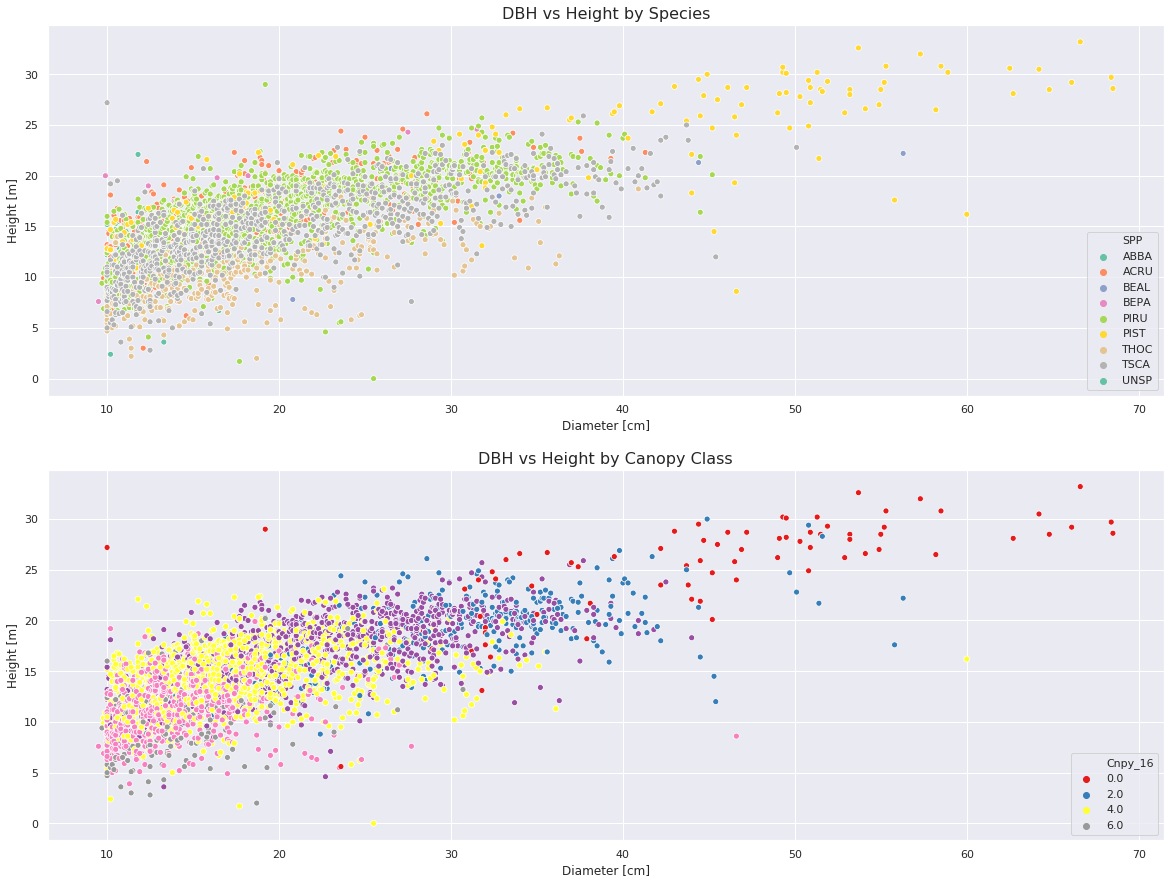 DBH vs Height by Species
Height [m]
30
25
20
15
10
5
0
SPP
ABBA
ACRU
BEAL
BEPA
PIRU
PIST
THOC
TSCA
UNSP
10 20 30 40 50 60 70
Diameter [cm]
DBH vs Height by Canopy Class
Height [m]
30
25
20
15
10
5
0
Cnpy_16
0.0
2.0
4.0
6.0
10 20 30 40 50 60 70
Diameter [cm]